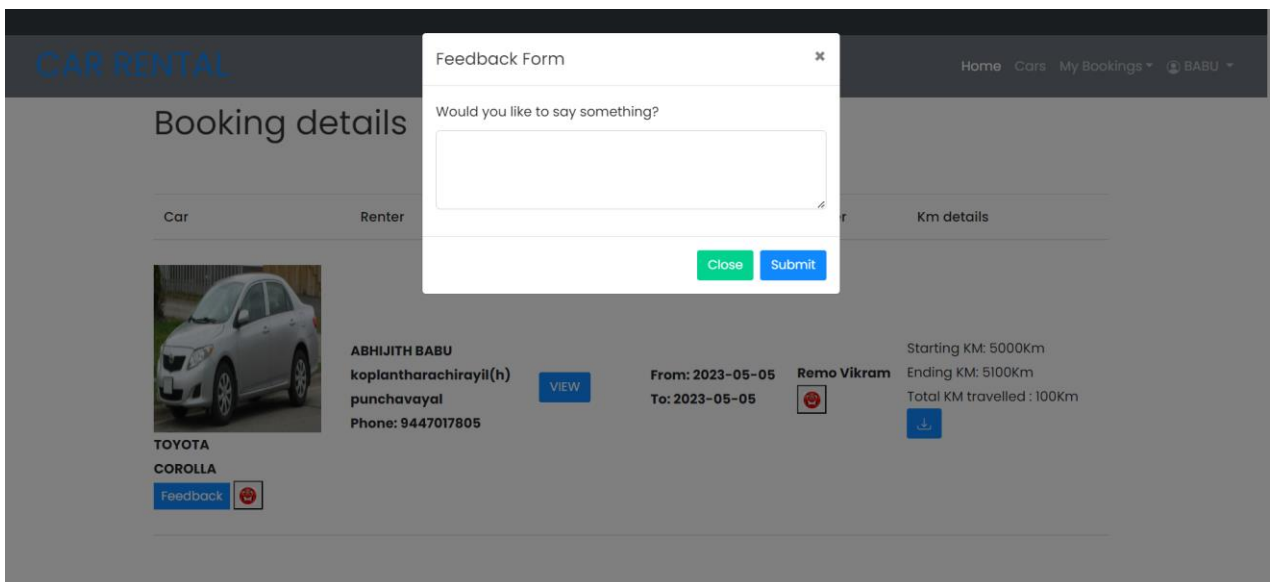 CAR RENTAL
Home Cars My Bookings BABU
Feedback Form
Would you like to say something?
Close Submit
Booking details
Car Renter Km details
TOYOTA
COROLLA
Feedback
ABHIJITH BABU
koplantharachirayil(h)
punchavayal
Phone: 9447017805
VIEW
From: 2023-05-05
To: 2023-05-05
Remo Vikram
Starting KM: 5000Km
Ending KM: 5100Km
Total KM travelled : 100Km